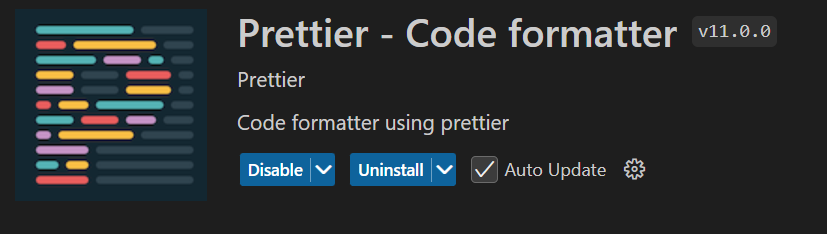 Prettier - Code formatter v11.0.0
Prettier
Code formatter using prettier
Disable Uninstall Auto Update